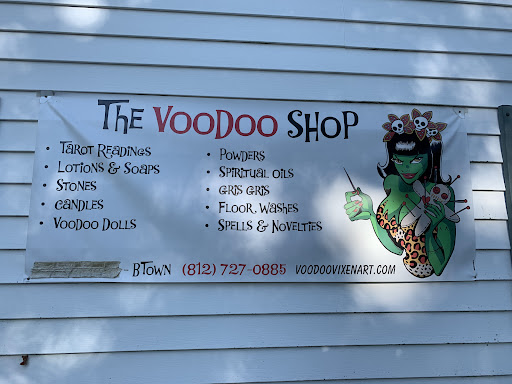 THE VOODOO SHOP
• TAROT READINGS
• LOTIONS & SOAPS
• STONES
• CANDLES
• VOODOO DOLLS
• POWDERS
• SPIRITUAL OILS
• GRIS GRIS
• FLOOR WASHES
• SPELLS & NOVELTIES
~ BTOWN (812) 727-0885 VOODOOVIXENART.COM